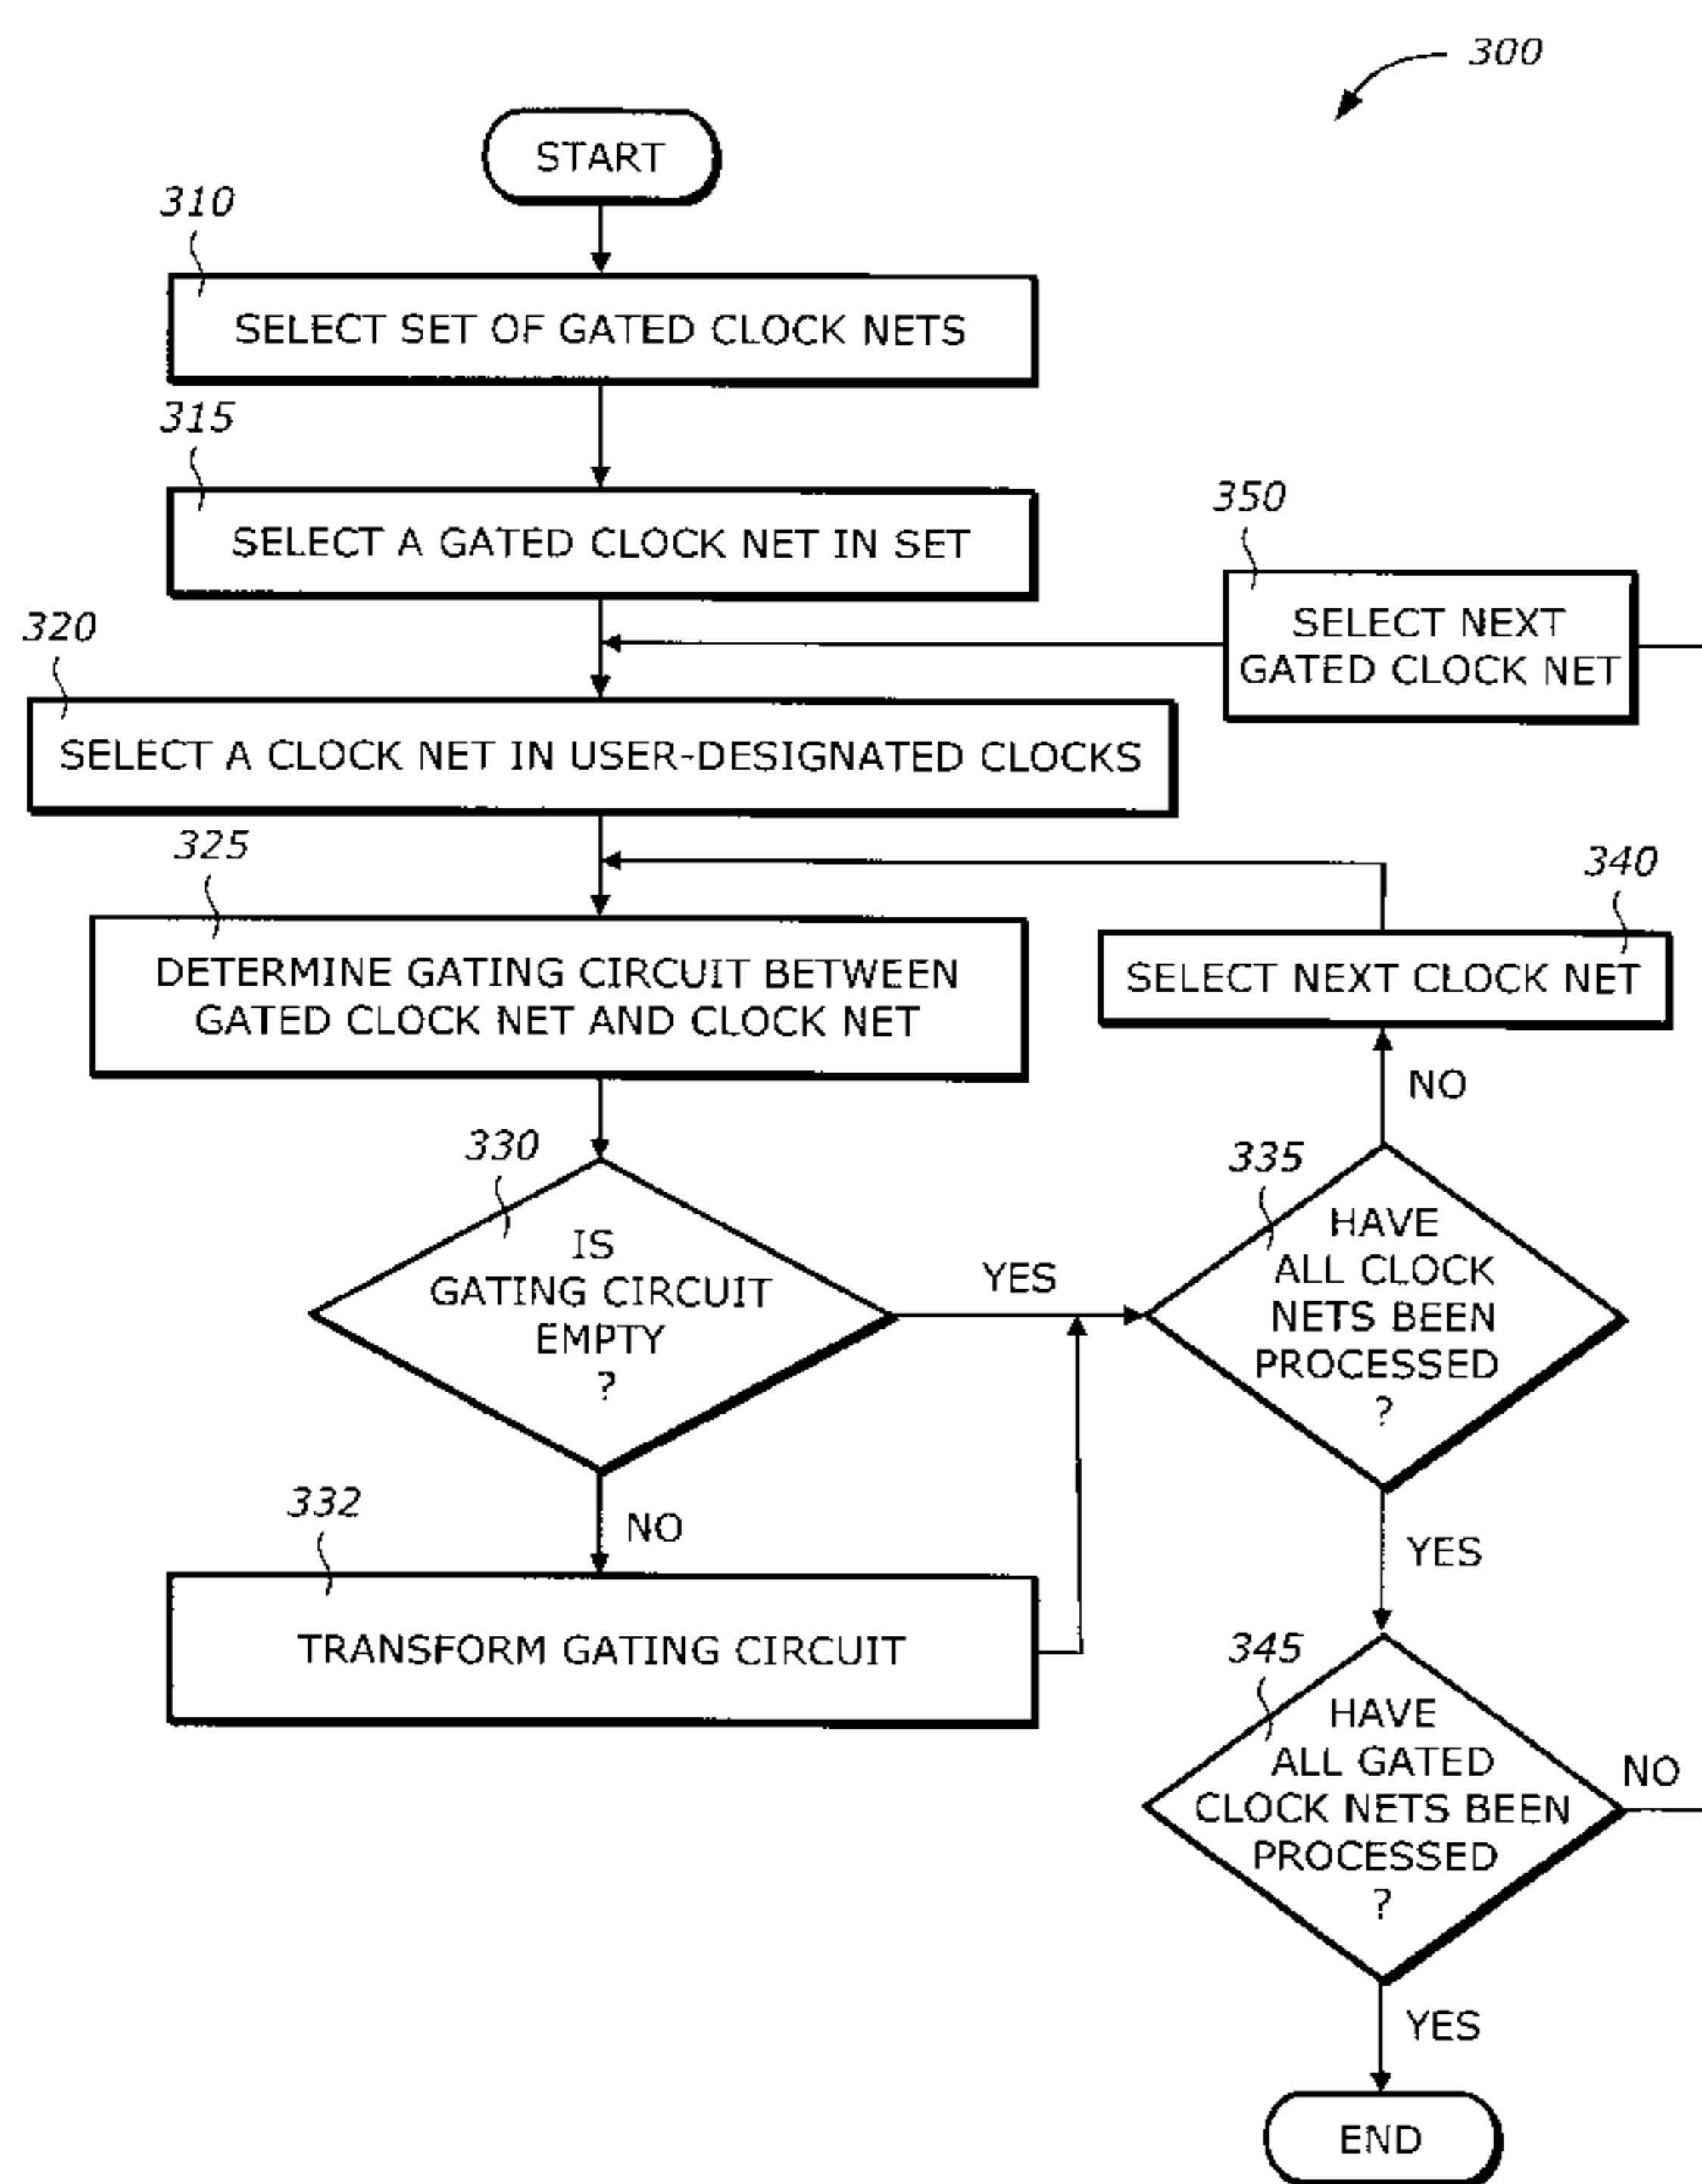 300
START
310
SELECT SET OF GATED CLOCK NETS
315
SELECT A GATED CLOCK NET IN SET
350
SELECT NEXT
GATED CLOCK NET
320
SELECT A CLOCK NET IN USER-DESIGNATED CLOCKS
325
DETERMINE GATING CIRCUIT BETWEEN
GATED CLOCK NET AND CLOCK NET
340
SELECT NEXT CLOCK NET
NO
330
IS
GATING CIRCUIT
EMPTY
?
YES
335
HAVE
ALL CLOCK
NETS BEEN
PROCESSED
?
NO
332
TRANSFORM GATING CIRCUIT
YES
345
HAVE
ALL GATED
CLOCK NETS BEEN
PROCESSED
?
NO
YES
END